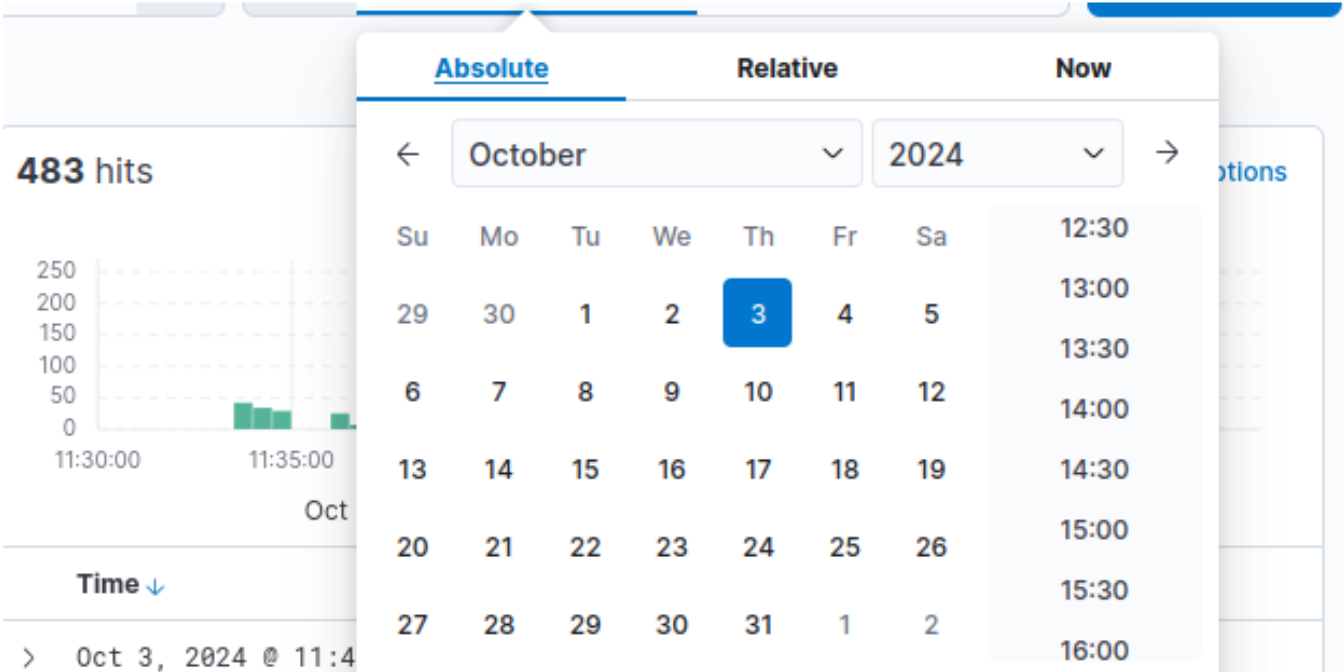 Absolute Relative Now
October 2024
483 hits
ptions
Su Mo Tu We Th Fr Sa
12:30
13:00
13:30
14:00
14:30
15:00
15:30
16:00
29 30 1 2 3 4 5
6 7 8 9 10 11 12
13 14 15 16 17 18 19
20 21 22 23 24 25 26
27 28 29 30 31 1 2
250
200
150
100
50
0
11:30:00 11:35:00
Oct
Time
Oct 3, 2024 @ 11:4